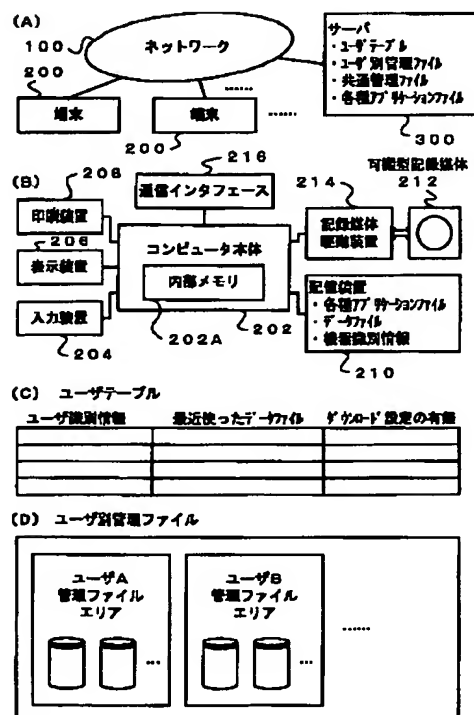 (A)
100
ネットワーク
サーバ
・ユーザテーブル
・ユーザ別管理ファイル
・共通管理ファイル
・各種アプリケーションファイル
200
端末
‥‥‥
端末
‥‥‥
200
300
(B)
216
通信インタフェース
可搬型記録媒体
208
214
212
印刷装置
記録媒体
駆動装置
コンピュータ本体
206
表示装置
内部メモリ
記憶装置
・各種アプリケーションファイル
・データファイル
・機器識別情報
入力装置
204
202A
202
210
(C) ユーザテーブル
ユーザ識別情報 最近使ったデータファイル ダウンロード設定の有無
(D) ユーザ別管理ファイル
ユーザA
管理ファイル
エリア
…
ユーザB
管理ファイル
エリア
…
‥‥‥